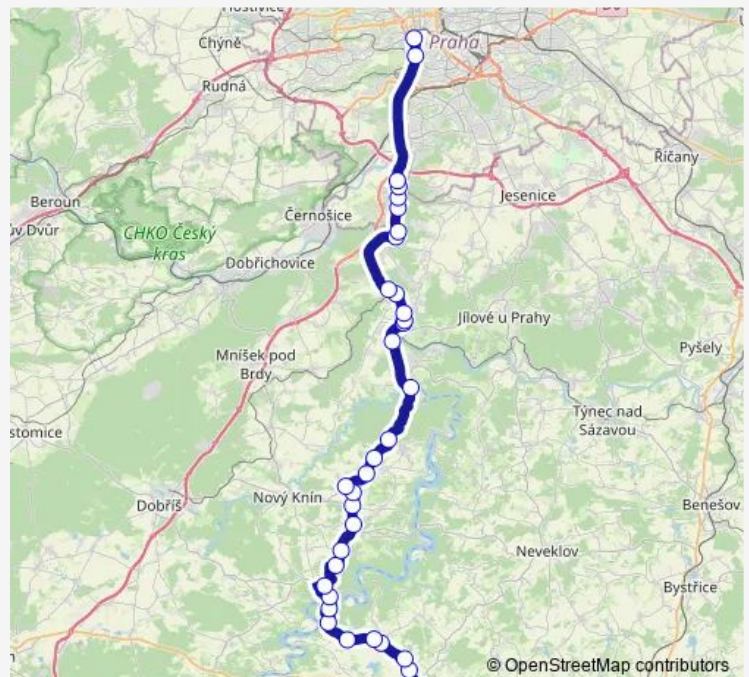 Chýně
Praha
Rudná
Říčany
Beroun
Jesenice
Černošice
ův Dvůr
CHKO Český
kras
Dobřichovice
Jílové u Prahy
Mníšek pod
Brdy
Pyšely
Týnec nad
Sázavou
stomice
Nový Knín
Dobříš
Benešov
Neveklov
Bystřice
© OpenStreetMap contributors